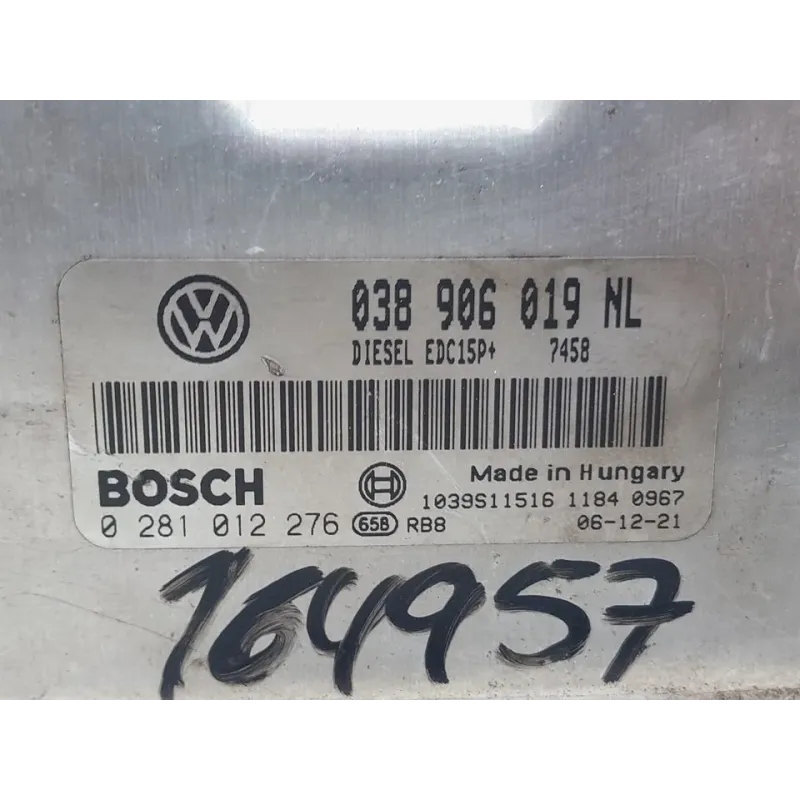 038 906 019 NL
DIESEL EDC15P+ 7458
BOSCH
Made in Hungary
1039S11516 1184 0967
0 281 012 276 658 RB8 06-12-21
164957